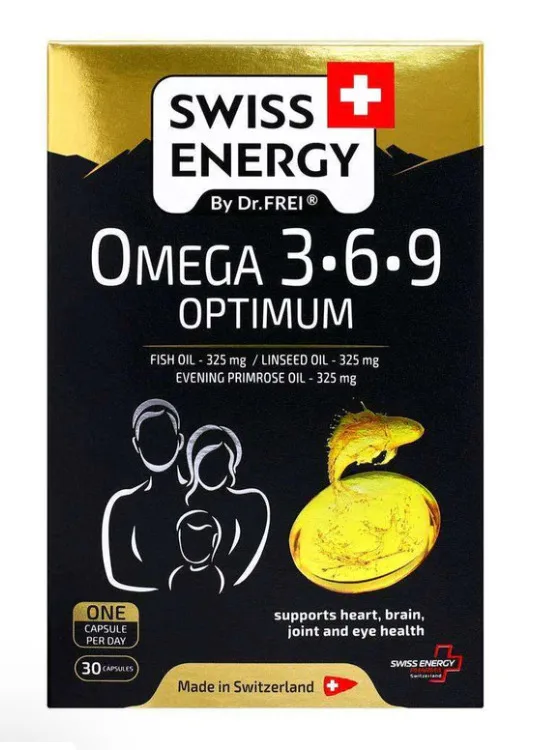 SWISS
ENERGY
By Dr.FREI®
OMEGA 3•6•9
OPTIMUM
FISH OIL - 325 mg / LINSEED OIL - 325 mg
EVENING PRIMROSE OIL - 325 mg
supports heart, brain,
joint and eye health
ONE
CAPSULE
PER DAY
30 CAPSULES
SWISS ENERGY
Switzerland
Made in Switzerland